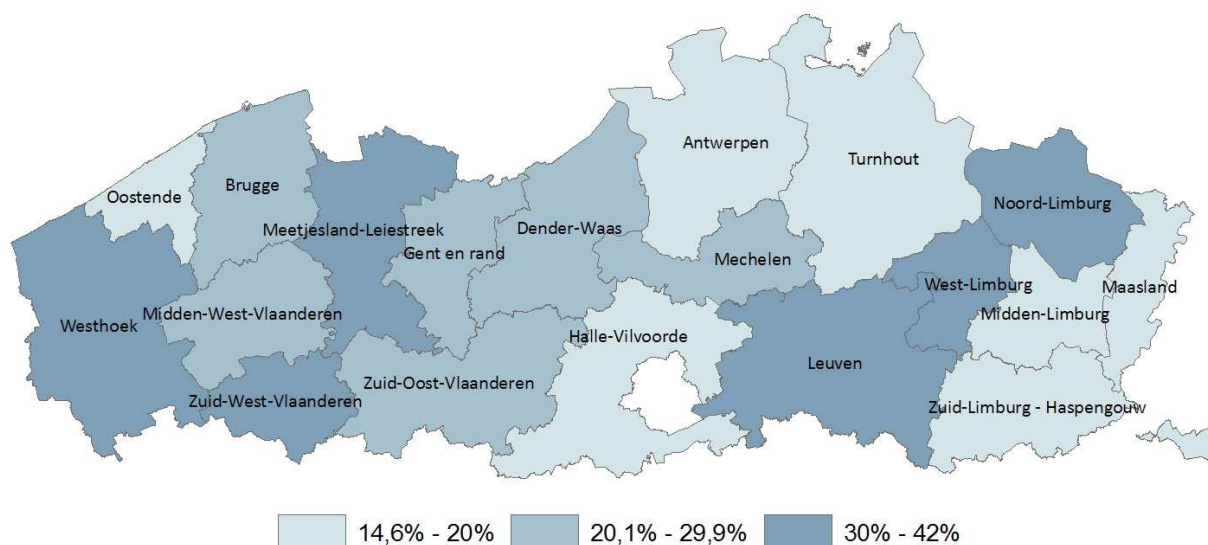 Antwerpen
Turnhout
Oostende
Brugge
Noord-Limburg
Meetjesland-Leiestreek
Dender-Waas
Gent en rand
Mechelen
West-Limburg
Maasland
Westhoek
Midden-West-Vlaanderen
Midden-Limburg
Halle-Vilvoorde
Leuven
Zuid-Oost-Vlaanderen
Zuid-West-Vlaanderen
Zuid-Limburg - Haspengouw
14,6% - 20%
20,1% - 29,9%
30% - 42%